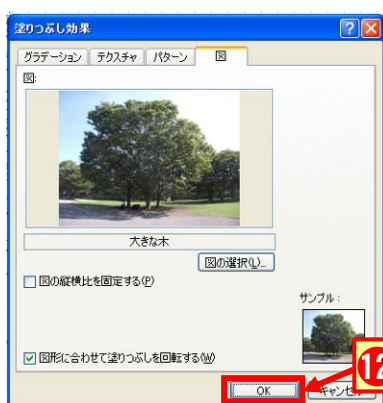 塗りつぶし効果
グラデーション テクスチャ パターン 図
図:
大きな木
図の選択(L)...
図の縦横比を固定する(P)
サンプル:
図形に合わせて塗りつぶしを回転する(W)
12
OK キャンセル